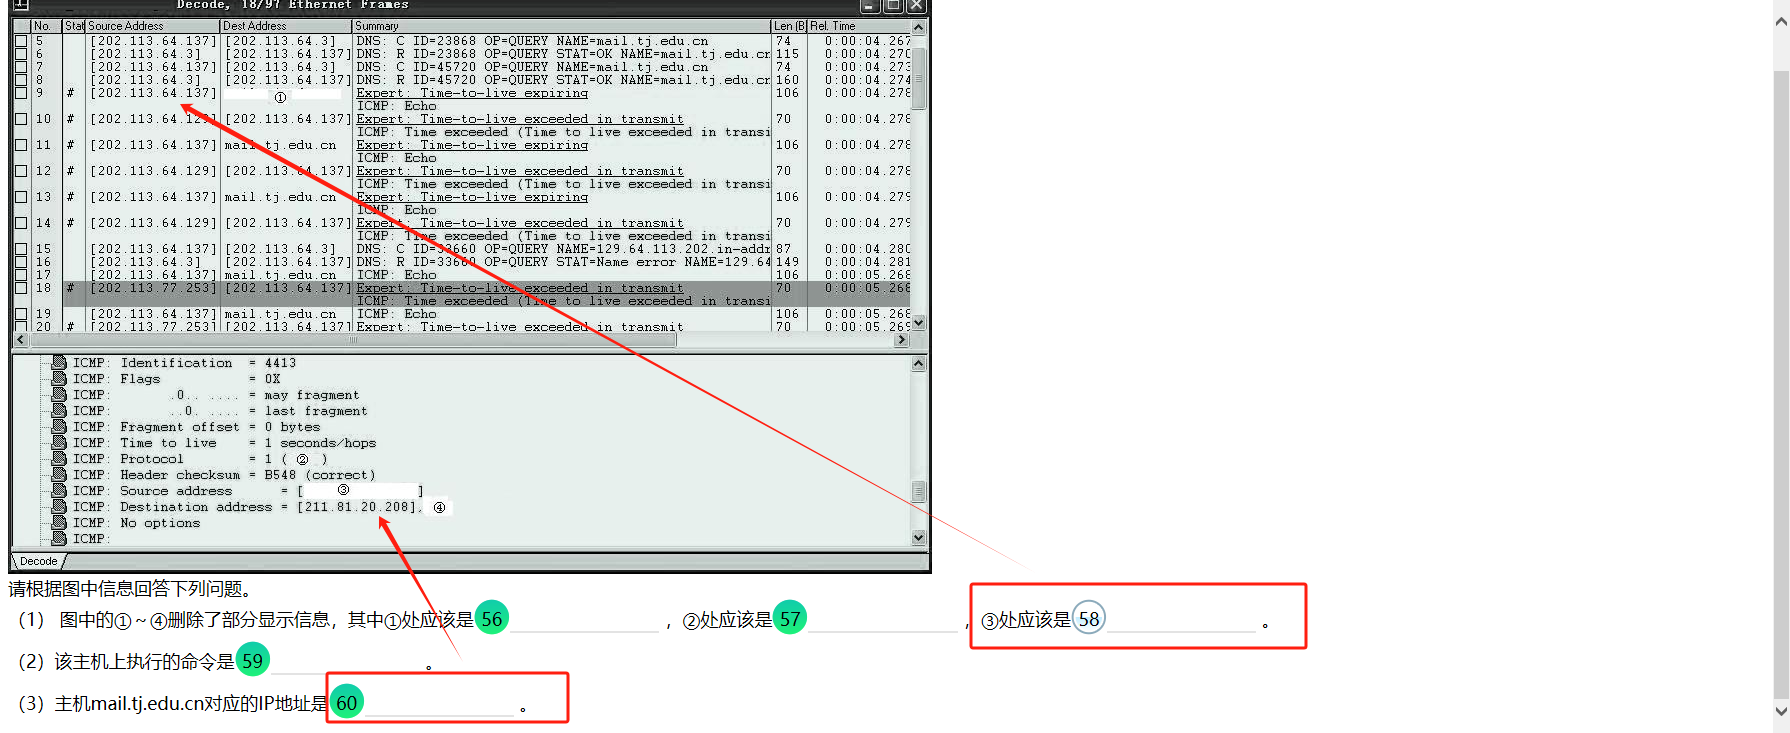 Decode, 18/97 Ethernet Frames
No. Stat Source Address Dest Address Summary Len (B Rel. Time
5 [202.113.64.137] [202.113.64.3] DNS: C ID=23868 OP=QUERY NAME=mail.tj.edu.cn 74 0:00:04.267
6 [202.113.64.3] [202.113.64.137] DNS: R ID=23868 OP=QUERY STAT=OK NAME=mail.tj.edu.cn 115 0:00:04.270
7 [202.113.64.137] [202.113.64.3] DNS: C ID=45720 OP=QUERY NAME=mail.tj.edu.cn 74 0:00:04.273
8 [202.113.64.3] [202.113.64.137] DNS: R ID=45720 OP=QUERY STAT=OK NAME=mail.tj.edu.cn 160 0:00:04.274
9 # [202.113.64.137] ① Expert: Time-to-live expiring 106 0:00:04.278
ICMP: Echo
10 # [202.113.64.129] [202.113.64.137] Expert: Time-to-live exceeded in transmit 70 0:00:04.278
ICMP: Time exceeded (Time to live exceeded in transi
11 # [202.113.64.137] mail.tj.edu.cn Expert: Time-to-live expiring 106 0:00:04.278
ICMP: Echo
12 # [202.113.64.129] [202.113.64.137] Expert: Time-to-live exceeded in transmit 70 0:00:04.278
ICMP: Time exceeded (Time to live exceeded in transi
13 # [202.113.64.137] mail.tj.edu.cn Expert: Time-to-live expiring 106 0:00:04.279
ICMP: Echo
14 # [202.113.64.129] [202.113.64.137] Expert: Time-to-live exceeded in transmit 70 0:00:04.279
ICMP: Time exceeded (Time to live exceeded in transi
15 [202.113.64.137] [202.113.64.3] DNS: C ID=33660 OP=QUERY NAME=129.64.113.202.in-addr 87 0:00:04.280
16 [202.113.64.3] [202.113.64.137] DNS: R ID=33660 OP=QUERY STAT=Name error NAME=129.64 149 0:00:04.281
17 [202.113.64.137] mail.tj.edu.cn ICMP: Echo 106 0:00:05.268
18 # [202.113.77.253] [202.113.64.137] Expert: Time-to-live exceeded in transmit 70 0:00:05.268
ICMP: Time exceeded (Time to live exceeded in transi
19 [202.113.64.137] mail.tj.edu.cn ICMP: Echo 106 0:00:05.268
20 # [202.113.77.253] [202.113.64.137] Expert: Time-to-live exceeded in transmit 70 0:00:05.269
ICMP: Identification = 4413
ICMP: Flags = 0X
ICMP: .0.. .... = may fragment
ICMP: ..0. .... = last fragment
ICMP: Fragment offset = 0 bytes
ICMP: Time to live = 1 seconds/hops
ICMP: Protocol = 1 ( ② )
ICMP: Header checksum = B548 (correct)
ICMP: Source address = [ ③ ]
ICMP: Destination address = [211.81.20.208], ④
ICMP: No options
ICMP:
Decode
请根据图中信息回答下列问题。
（1） 图中的①～④删除了部分显示信息，其中①处应该是56 ，②处应该是57 ，③处应该是58 。
（2）该主机上执行的命令是59 。
（3）主机mail.tj.edu.cn对应的IP地址是60 。